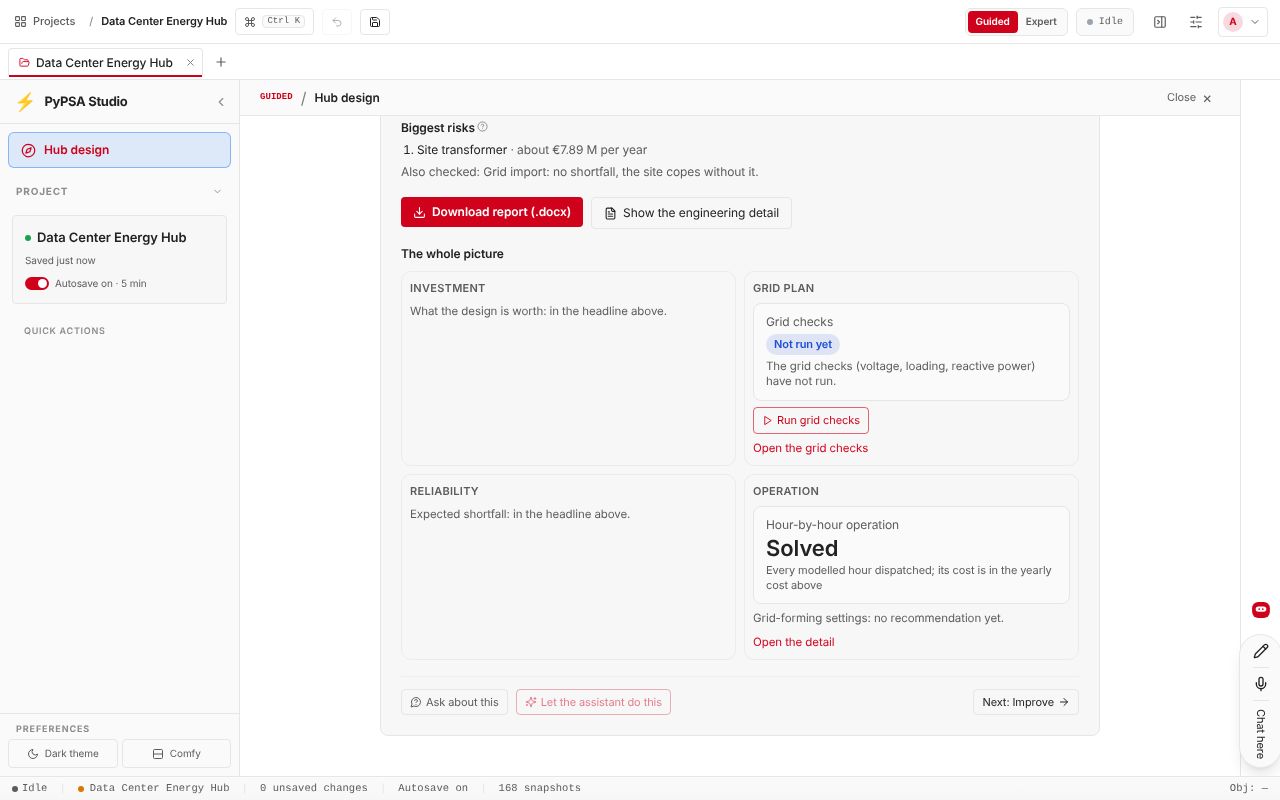 Projects / Data Center Energy Hub Ctrl K Guided Expert Idle A
Data Center Energy Hub
PyPSA Studio
GUIDED / Hub design
Close
Hub design
PROJECT
Data Center Energy Hub
Saved just now
Autosave on · 5 min
QUICK ACTIONS
PREFERENCES
Dark theme
Comfy
Biggest risks
1. Site transformer · about €7.89 M per year
Also checked: Grid import: no shortfall, the site copes without it.
Download report (.docx)
Show the engineering detail
The whole picture
INVESTMENT
What the design is worth: in the headline above.
GRID PLAN
Grid checks
Not run yet
The grid checks (voltage, loading, reactive power)
have not run.
Run grid checks
Open the grid checks
RELIABILITY
Expected shortfall: in the headline above.
OPERATION
Hour-by-hour operation
Solved
Every modelled hour dispatched; its cost is in the yearly
cost above
Grid-forming settings: no recommendation yet.
Open the detail
Ask about this
Let the assistant do this
Next: Improve
Chat here
Idle
Data Center Energy Hub
0 unsaved changes
Autosave on
168 snapshots
Obj: —